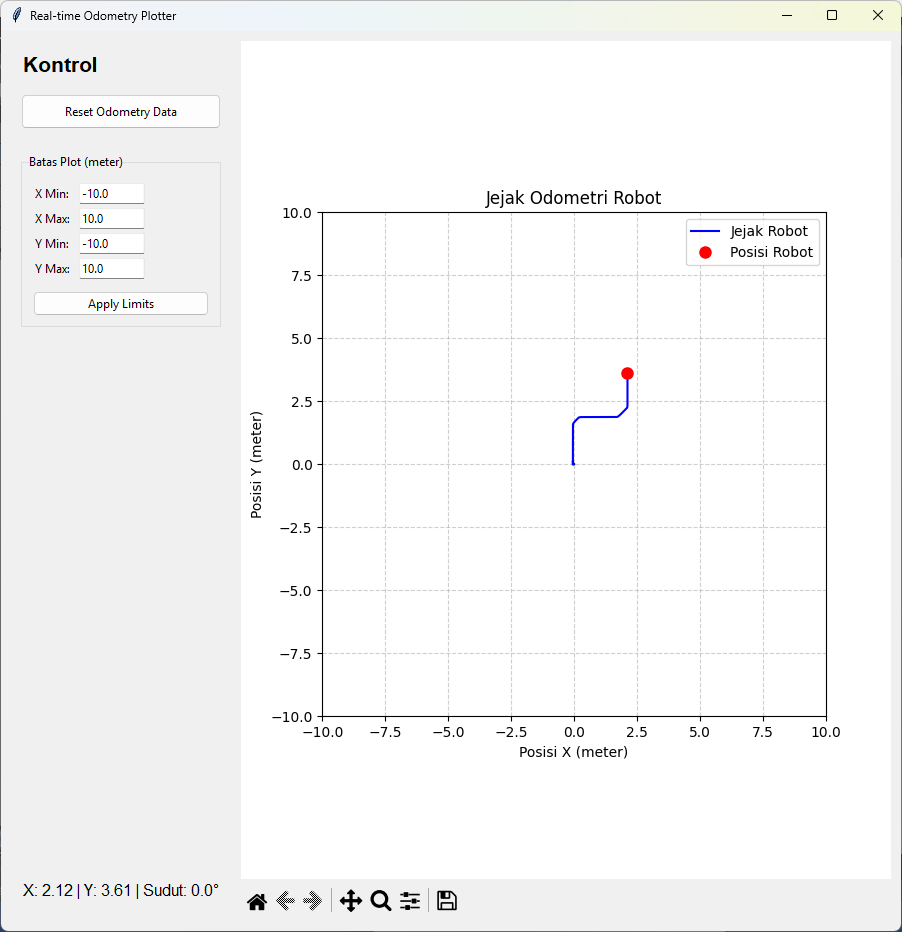 Real-time Odometry Plotter
Kontrol
Reset Odometry Data
Batas Plot (meter)
X Min: -10.0
X Max: 10.0
Y Min: -10.0
Y Max: 10.0
Apply Limits
X: 2.12 | Y: 3.61 | Sudut: 0.0°
Jejak Odometri Robot
Jejak Robot
Posisi Robot
10.0
7.5
5.0
2.5
0.0
−2.5
−5.0
−7.5
−10.0
Posisi Y (meter)
−10.0 −7.5 −5.0 −2.5 0.0 2.5 5.0 7.5 10.0
Posisi X (meter)